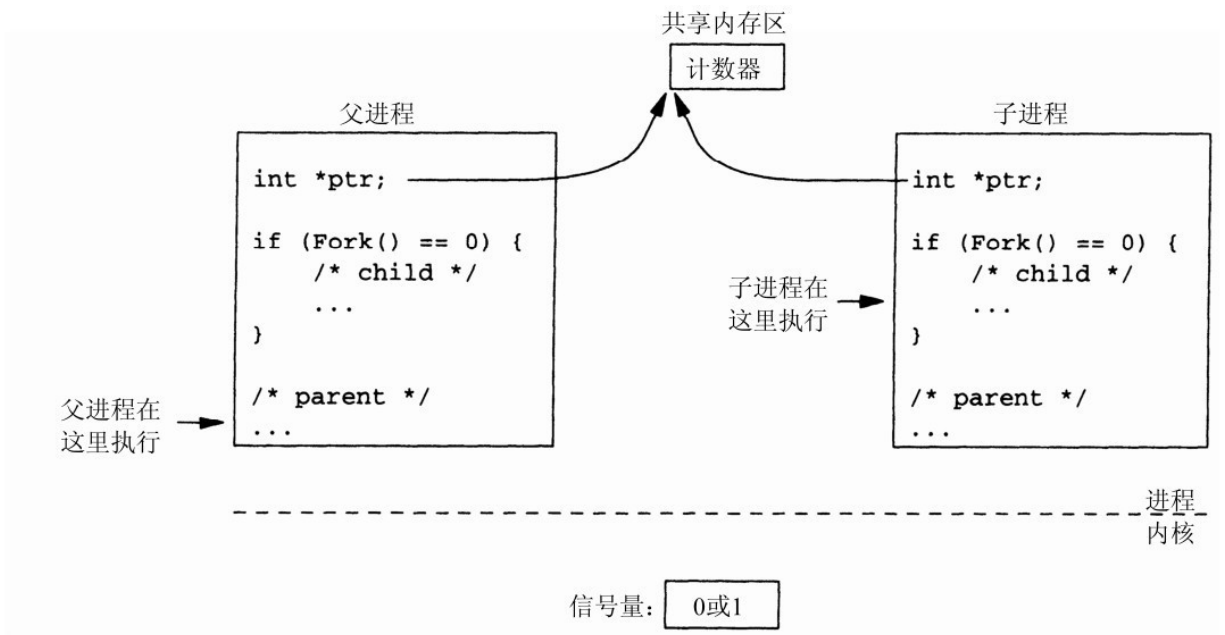 共享内存区
计数器
父进程
int *ptr;
if (Fork() == 0) {
/* child */
...
}
/* parent */
...
父进程在
这里执行
子进程
int *ptr;
if (Fork() == 0) {
/* child */
...
}
/* parent */
...
子进程在
这里执行
进程
内核
信号量：
0或1